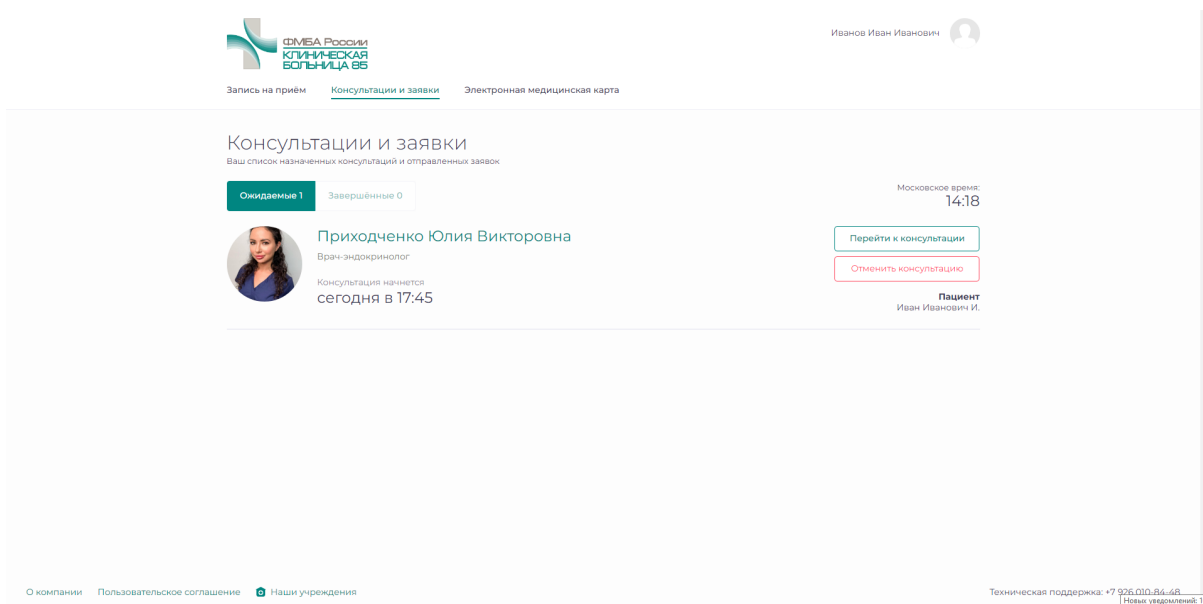 ФМБА России
КЛИНИЧЕСКАЯ
БОЛЬНИЦА 85
Иванов Иван Иванович
Запись на приём Консультации и заявки Электронная медицинская карта
Консультации и заявки
Ваш список назначенных консультаций и отправленных заявок
Ожидаемые 1 Завершённые 0
Московское время:
14:18
Приходченко Юлия Викторовна
Врач-эндокринолог
Консультация начнется
сегодня в 17:45
Перейти к консультации
Отменить консультацию
Пациент
Иван Иванович И.
О компании Пользовательское соглашение Наши учреждения
Техническая поддержка: +7 926 010-84-48
Новых уведомлений: 1